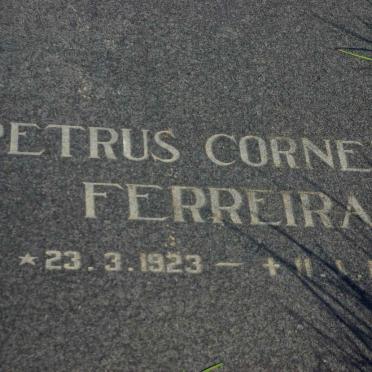 PETRUS CORNE
FERREIRA
*23.3.1923 – †